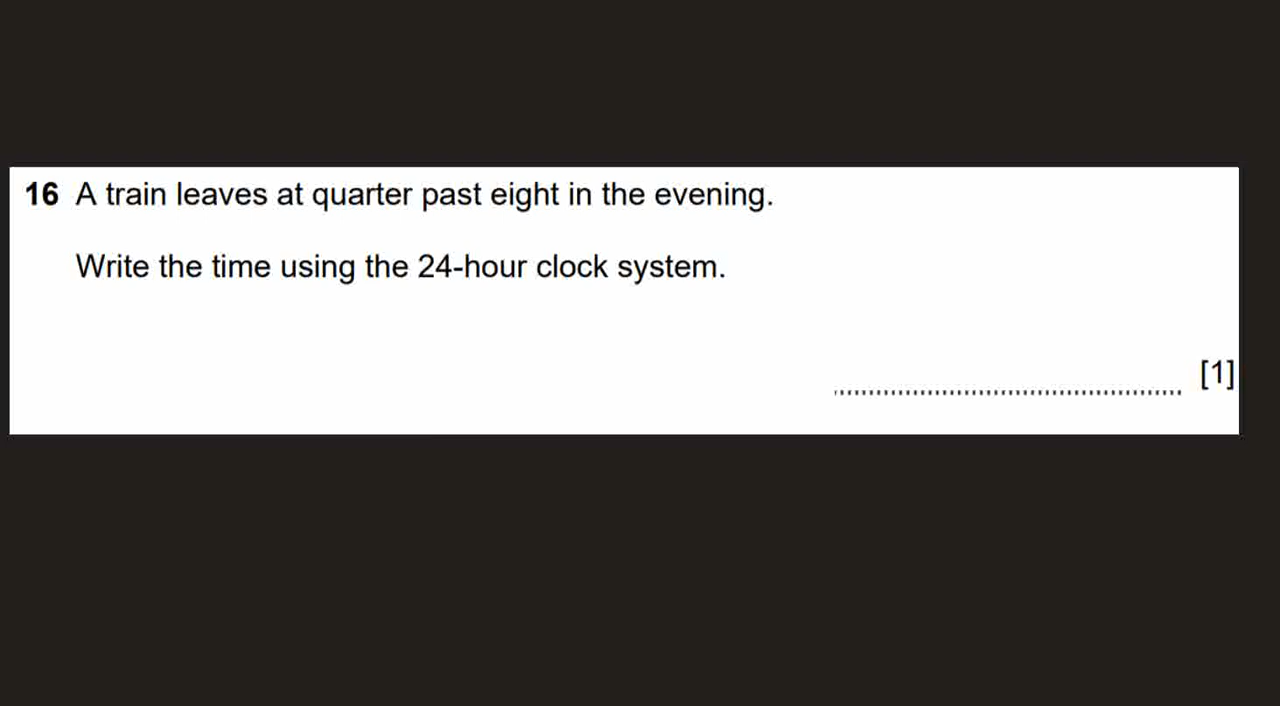 16 A train leaves at quarter past eight in the evening.
Write the time using the 24-hour clock system.
.................................................. [1]